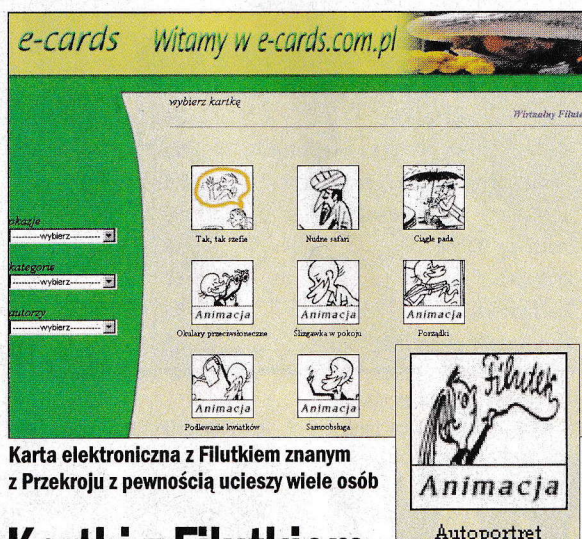 e-cards Witamy w e-cards.com.pl
wybierz kartkę
Wirtualny
okazje
---------wybierz---------
kategorie
---------wybierz---------
autorzy
---------wybierz---------
Tak, tak szefie
Nudne safari
Ciągle pada
Animacja
Okulary przeciwsłoneczne
Animacja
Ślizgawka w pokoju
Animacja
Porządki
Animacja
Podlewanie kwiatków
Animacja
Samoobsługa
Filutek
Animacja
Autoportret
Karta elektroniczna z Filutkiem znanym
z Przekroju z pewnością ucieszy wiele osób
Kartki z Filutkiem